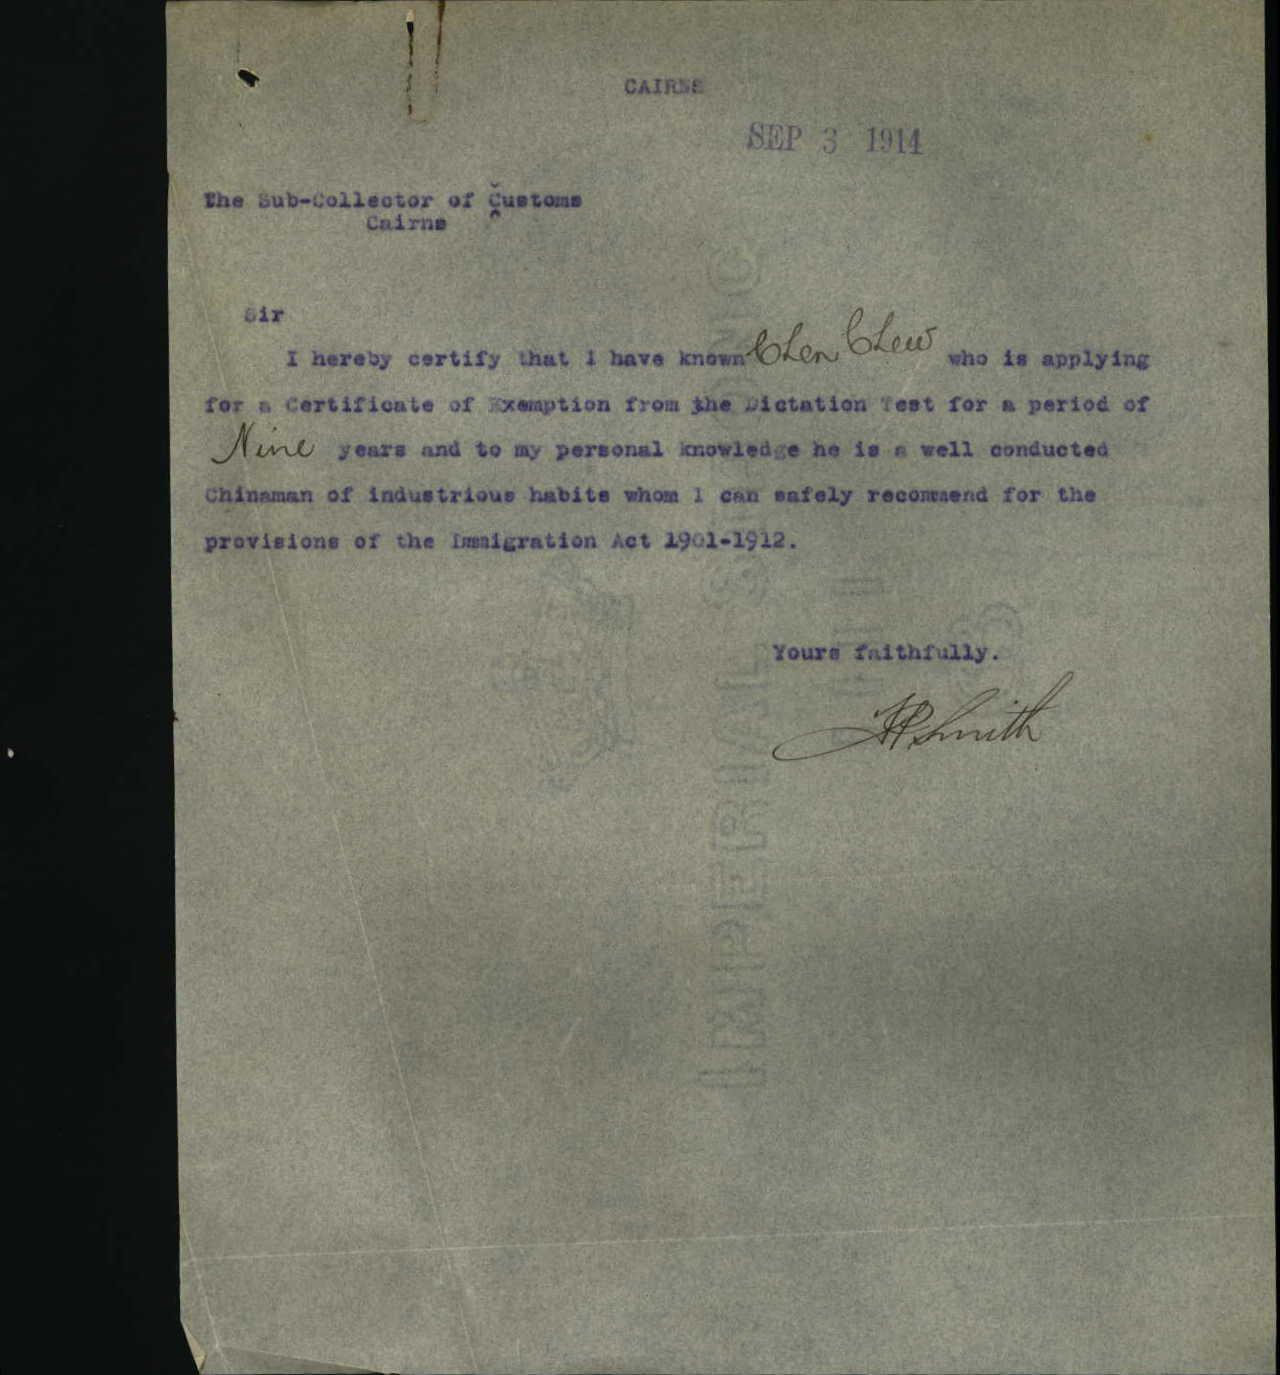 CAIRNS
SEP 3 1914
The Sub-Collector of Customs
Cairns
Sir
I hereby certify that I have known Chen Chew who is applying
for a Certificate of Exemption from the Dictation Test for a period of
Nine years and to my personal knowledge he is a well conducted
Chinaman of industrious habits whom I can safely recommend for the
provisions of the Immigration Act 1901-1912.
Yours faithfully.
Smith